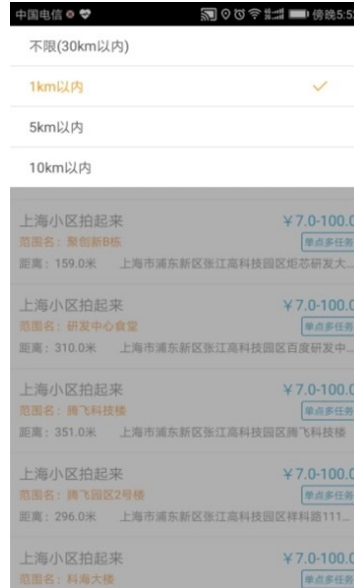 中国电信 傍晚5:5
不限(30km以内)
1km以内
5km以内
10km以内
上海小区拍起来 ￥7.0-100.0
范围名：聚创新B栋 单点多任务
距离：159.0米 上海市浦东新区张江高科技园区炬芯研发大...
上海小区拍起来 ￥7.0-100.0
范围名：研发中心食堂 单点多任务
距离：310.0米 上海市浦东新区张江高科技园区百度研发中...
上海小区拍起来 ￥7.0-100.0
范围名：腾飞科技楼 单点多任务
距离：351.0米 上海市浦东新区张江高科技园区腾飞科技楼
上海小区拍起来 ￥7.0-100.0
范围名：腾飞园区2号楼 单点多任务
距离：296.0米 上海市浦东新区张江高科技园区祥科路111...
上海小区拍起来 ￥7.0-100.0
范围名：科海大楼 单点多任务